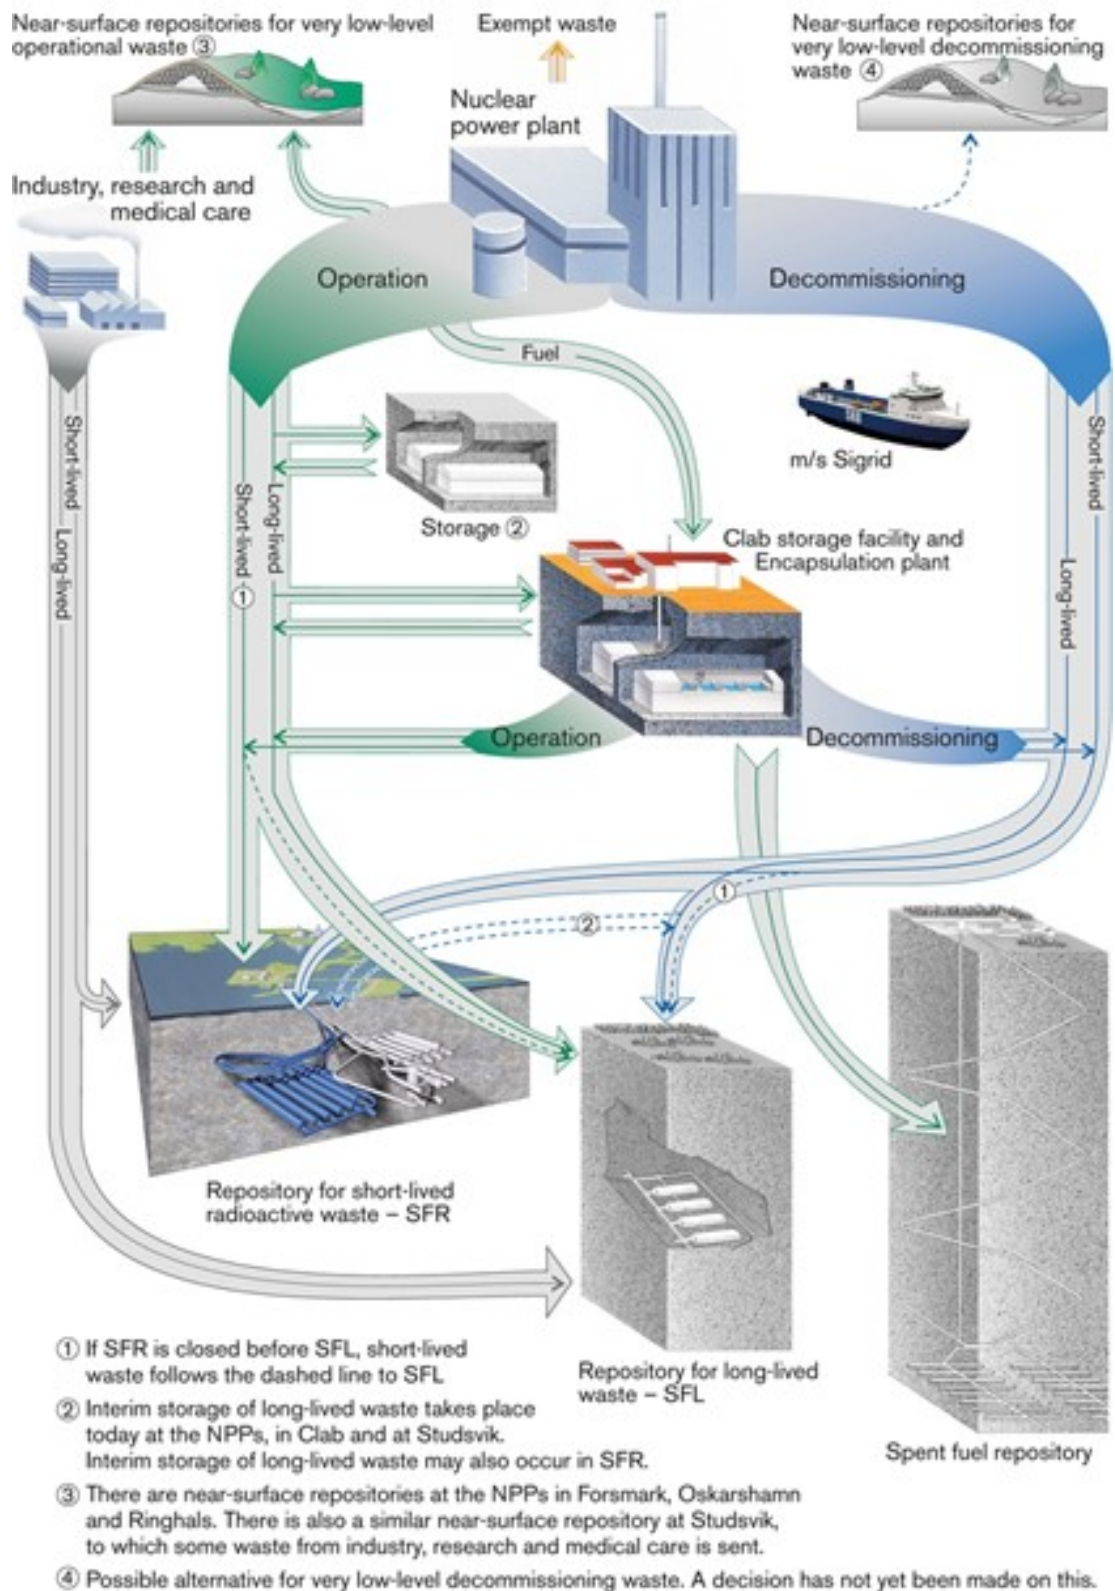 Near-surface repositories for very low-level
operational waste ③
Exempt waste
Near-surface repositories for
very low-level decommissioning
waste ④
Nuclear
power plant
Industry, research and
medical care
Operation
Decommissioning
Fuel
Short-lived
Long-lived
Short-lived
①
Long-lived
Storage ②
m/s Sigrid
Clab storage facility and
Encapsulation plant
Short-lived
Long-lived
Operation
Decommissioning
①
②
Repository for short-lived
radioactive waste – SFR
Repository for long-lived
waste – SFL
Spent fuel repository
① If SFR is closed before SFL, short-lived
waste follows the dashed line to SFL
② Interim storage of long-lived waste takes place
today at the NPPs, in Clab and at Studsvik.
Interim storage of long-lived waste may also occur in SFR.
③ There are near-surface repositories at the NPPs in Forsmark, Oskarshamn
and Ringhals. There is also a similar near-surface repository at Studsvik,
to which some waste from industry, research and medical care is sent.
④ Possible alternative for very low-level decommissioning waste. A decision has not yet been made on this.